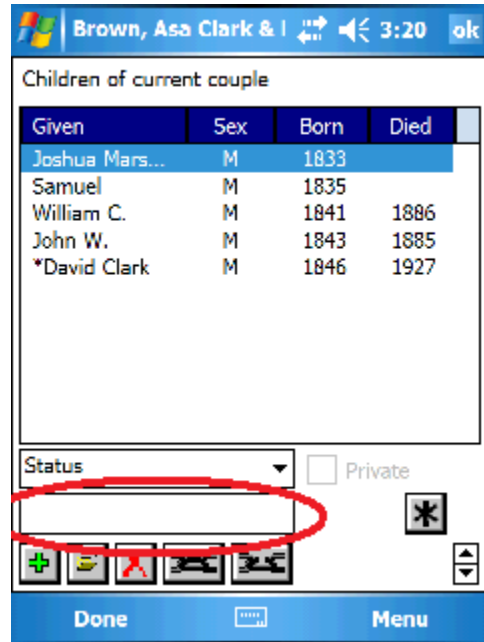 Brown, Asa Clark & l 3:20 ok
Children of current couple
Given Sex Born Died
Joshua Mars... M 1833
Samuel M 1835
William C. M 1841 1886
John W. M 1843 1885
*David Clark M 1846 1927
Status Private
Done Menu